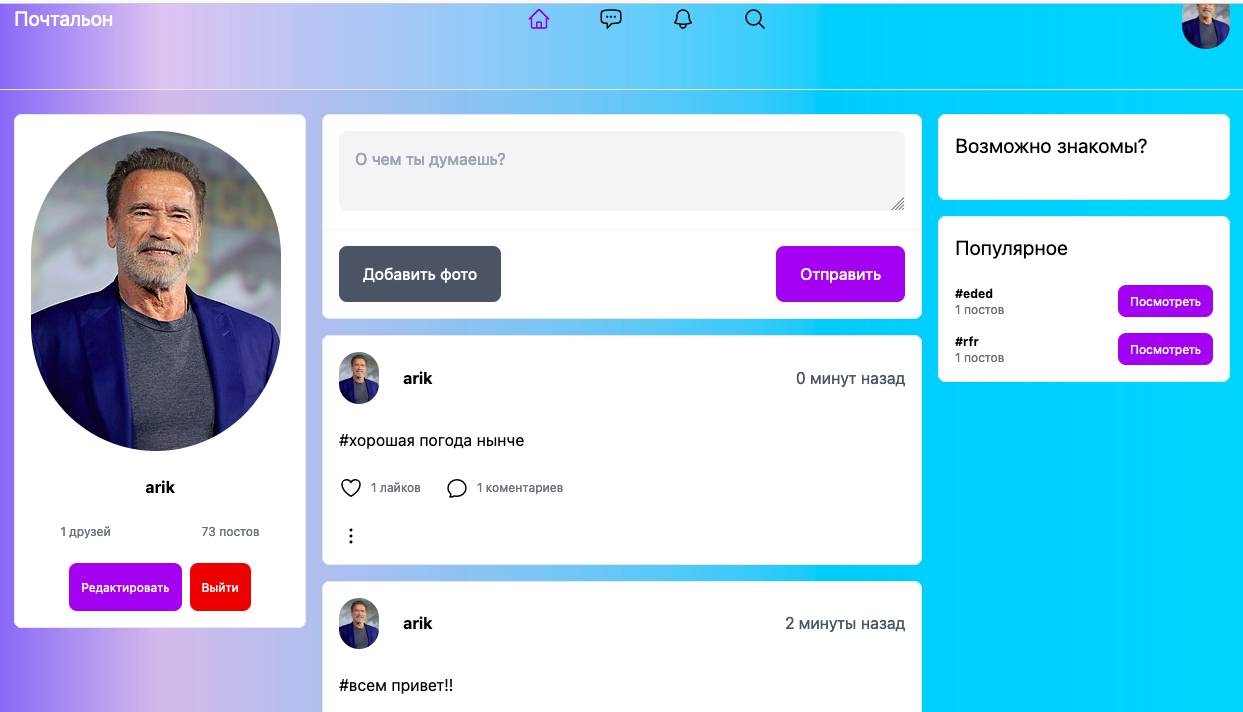 Почтальон
arik
1 друзей 73 постов
Редактировать Выйти
О чем ты думаешь?
Добавить фото Отправить
arik 0 минут назад
#хорошая погода нынче
1 лайков 1 коментариев
arik 2 минуты назад
#всем привет!!
Возможно знакомы?
Популярное
#eded
1 постов
Посмотреть
#rfr
1 постов
Посмотреть